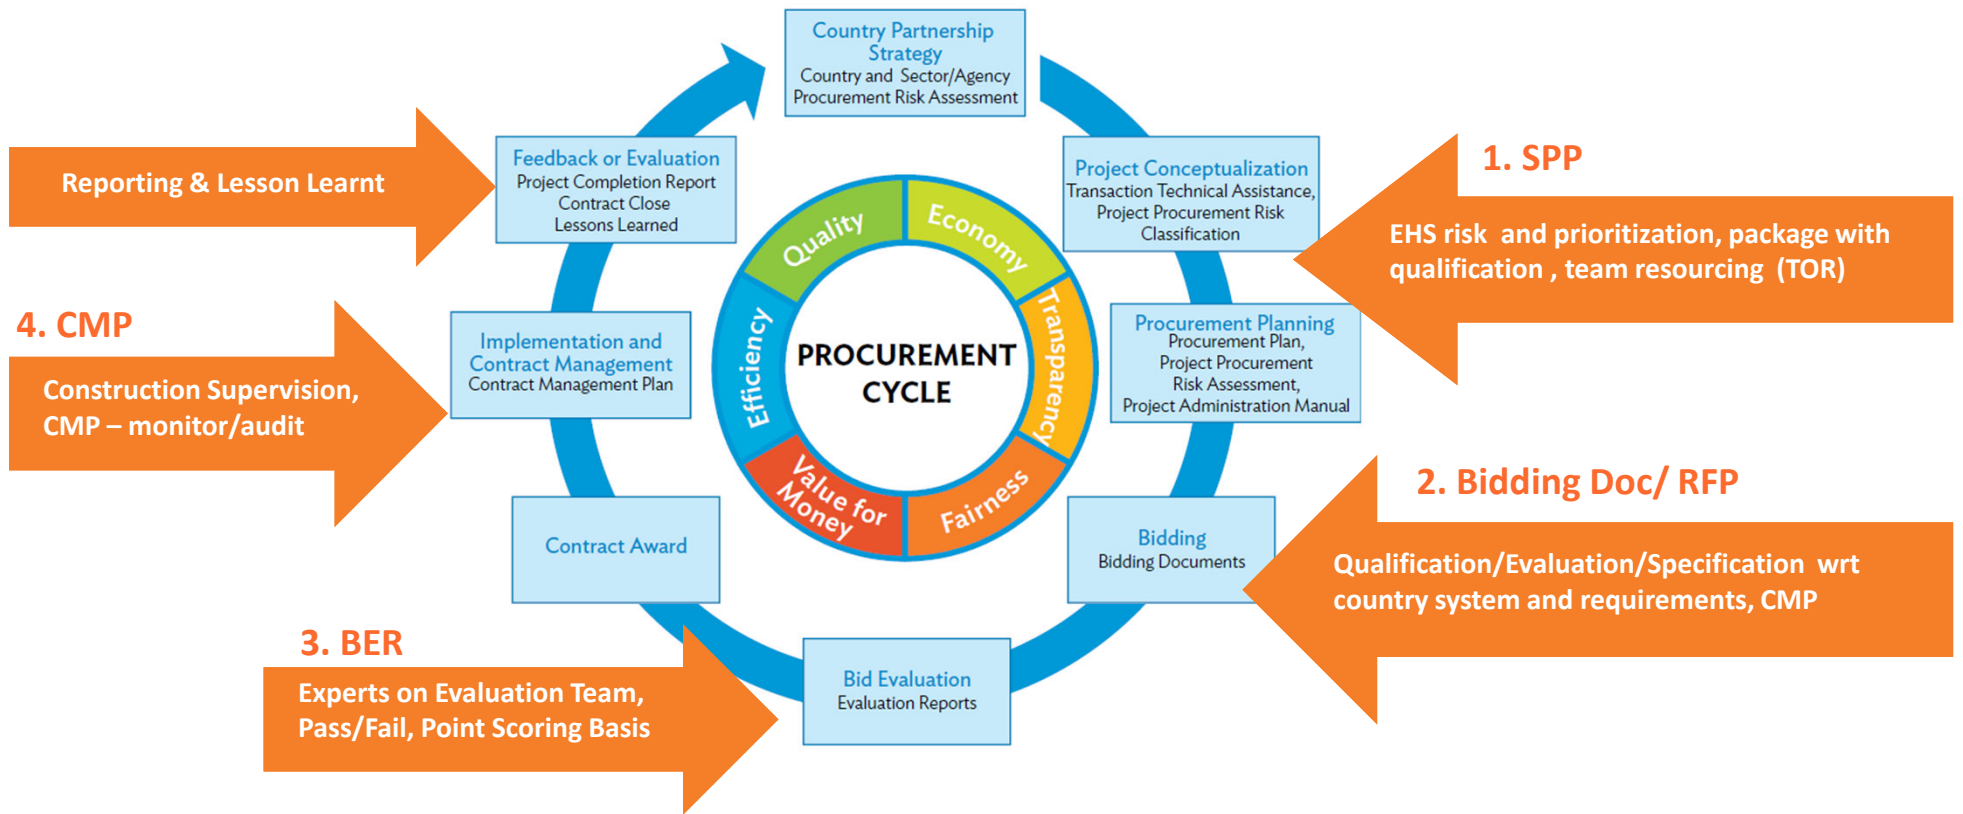 Country Partnership
Strategy
Country and Sector/Agency
Procurement Risk Assessment
Project Conceptualization
Transaction Technical Assistance,
Project Procurement Risk
Classification
1. SPP
EHS risk and prioritization, package with
qualification , team resourcing (TOR)
Procurement Planning
Procurement Plan,
Project Procurement
Risk Assessment,
Project Administration Manual
2. Bidding Doc/ RFP
Bidding
Bidding Documents
Qualification/Evaluation/Specification wrt
country system and requirements, CMP
Bid Evaluation
Evaluation Reports
3. BER
Experts on Evaluation Team,
Pass/Fail, Point Scoring Basis
Contract Award
4. CMP
Construction Supervision,
CMP – monitor/audit
Implementation and
Contract Management
Contract Management Plan
Reporting & Lesson Learnt
Feedback or Evaluation
Project Completion Report
Contract Close
Lessons Learned
PROCUREMENT
CYCLE
Quality
Economy
Transparency
Fairness
Value for
Money
Efficiency